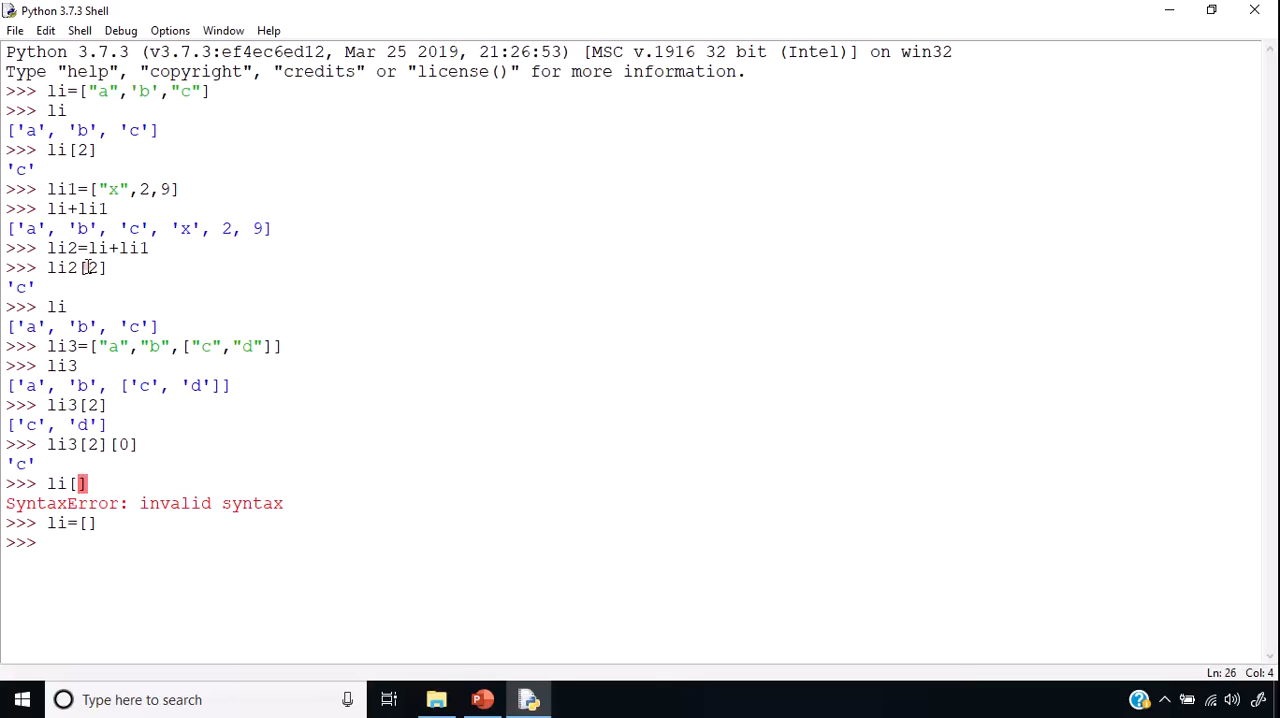 Python 3.7.3 Shell
File Edit Shell Debug Options Window Help
Python 3.7.3 (v3.7.3:ef4ec6ed12, Mar 25 2019, 21:26:53) [MSC v.1916 32 bit (Intel)] on win32
Type "help", "copyright", "credits" or "license()" for more information.
>>> li=["a",'b',"c"]
>>> li
['a', 'b', 'c']
>>> li[2]
'c'
>>> li1=["x",2,9]
>>> li+li1
['a', 'b', 'c', 'x', 2, 9]
>>> li2=li+li1
>>> li2[2]
'c'
>>> li
['a', 'b', 'c']
>>> li3=["a","b",["c","d"]]
>>> li3
['a', 'b', ['c', 'd']]
>>> li3[2]
['c', 'd']
>>> li3[2][0]
'c'
>>> li[]
SyntaxError: invalid syntax
>>> li=[]
>>>
Ln: 26 Col: 4
Type here to search